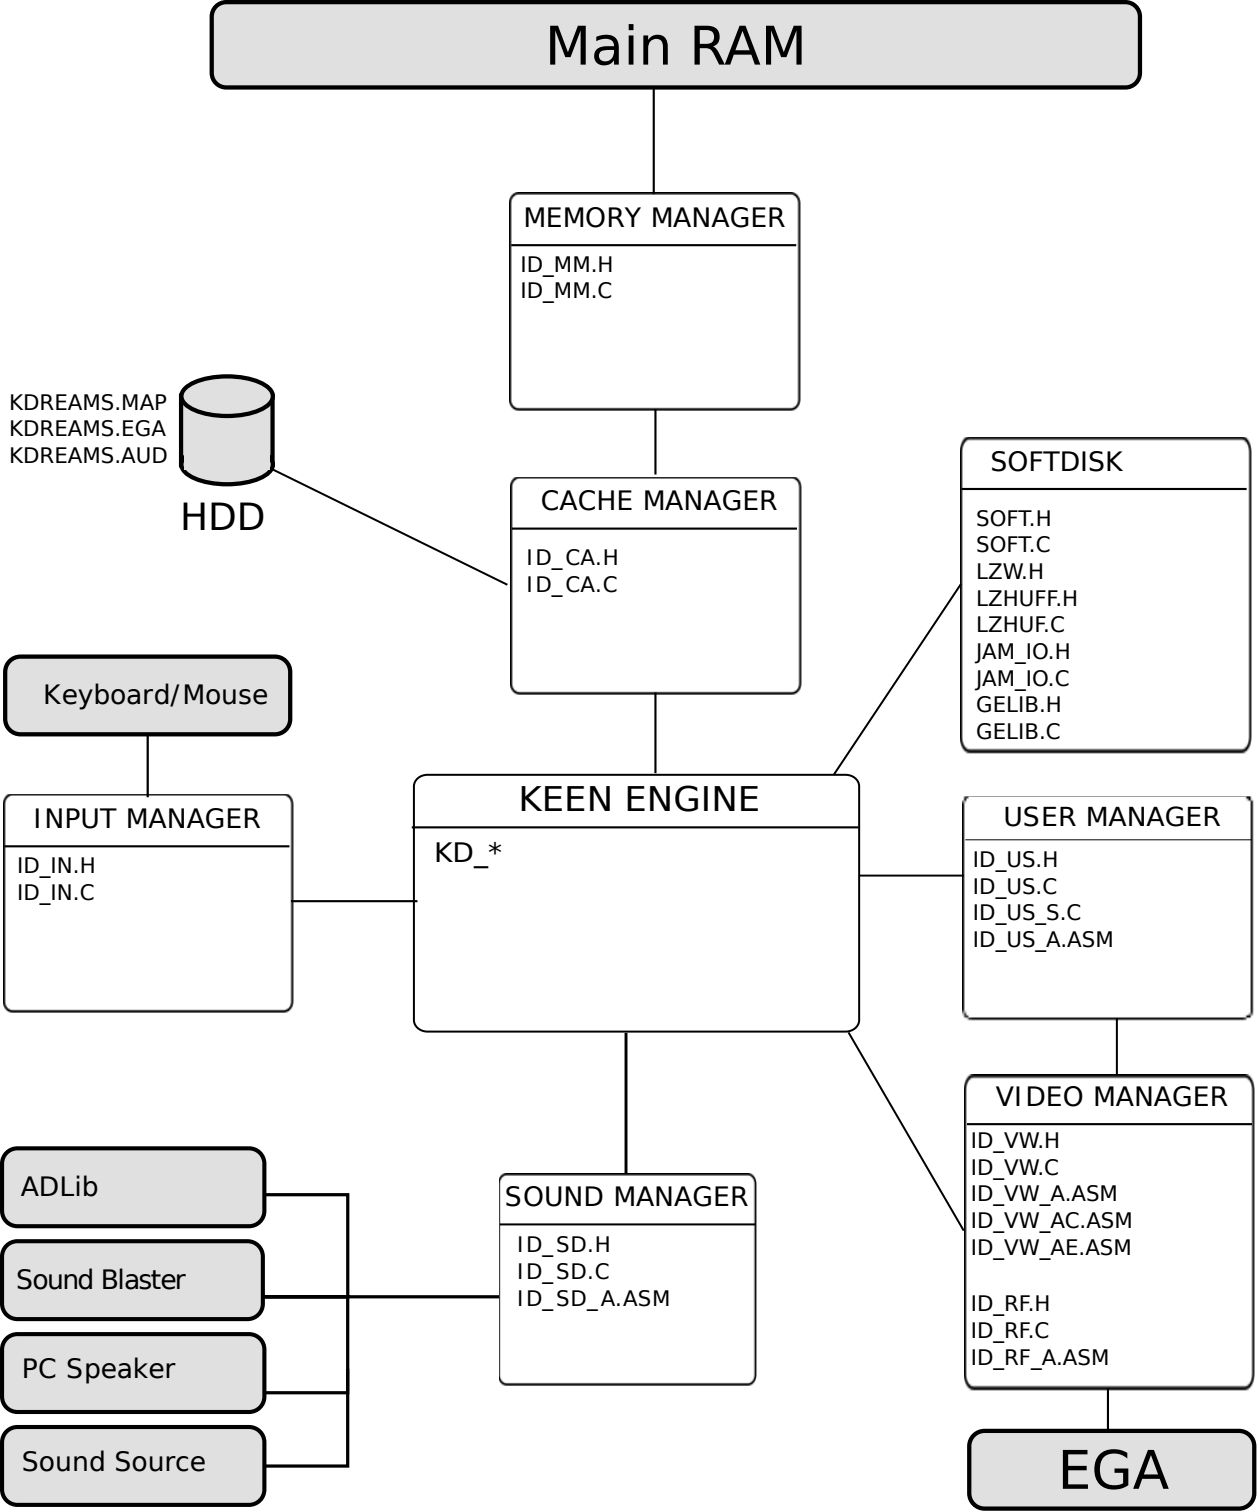 Main RAM
MEMORY MANAGER
ID_MM.H
ID_MM.C
KDREAMS.MAP
KDREAMS.EGA
KDREAMS.AUD
HDD
CACHE MANAGER
ID_CA.H
ID_CA.C
SOFTDISK
SOFT.H
SOFT.C
LZW.H
LZHUFF.H
LZHUF.C
JAM_IO.H
JAM_IO.C
GELIB.H
GELIB.C
Keyboard/Mouse
INPUT MANAGER
ID_IN.H
ID_IN.C
KEEN ENGINE
KD_*
USER MANAGER
ID_US.H
ID_US.C
ID_US_S.C
ID_US_A.ASM
VIDEO MANAGER
ID_VW.H
ID_VW.C
ID_VW_A.ASM
ID_VW_AC.ASM
ID_VW_AE.ASM
ID_RF.H
ID_RF.C
ID_RF_A.ASM
ADLib
Sound Blaster
PC Speaker
Sound Source
SOUND MANAGER
ID_SD.H
ID_SD.C
ID_SD_A.ASM
EGA